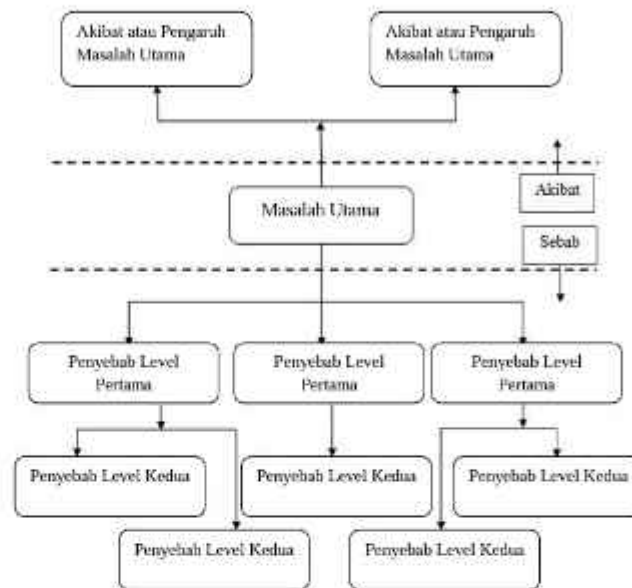 Akibat atau Pengaruh
Masalah Utama
Akibat atau Pengaruh
Masalah Utama
Masalah Utama
Akibat
Sebab
Penyebab Level
Pertama
Penyebab Level
Pertama
Penyebab Level
Pertama
Penyebab Level Kedua
Penyebab Level Kedua
Penyebab Level Kedua
Penyebab Level Kedua
Penyebab Level Kedua